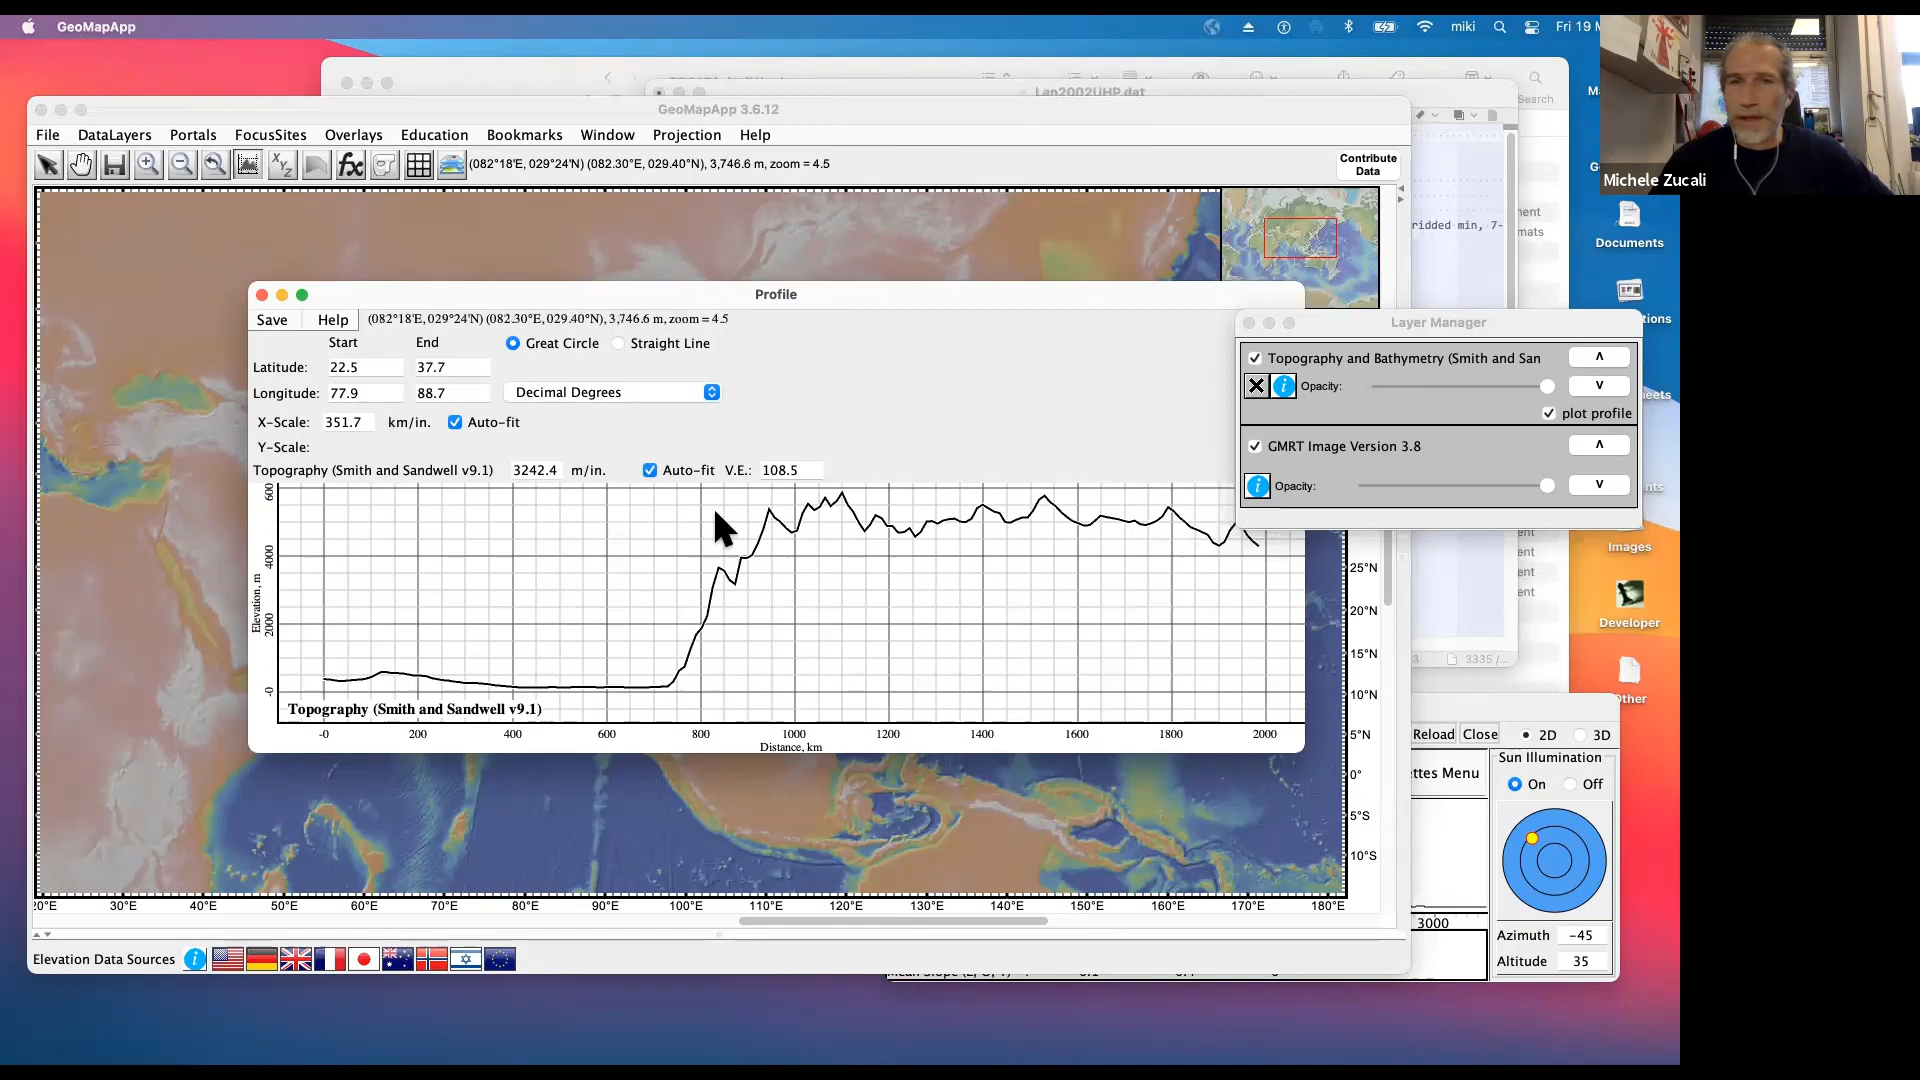 GeoMapApp
miki
Fri 19 M
Michele Zucali
Lan2002UHP.dat
Search
GeoMapApp 3.6.12
File DataLayers Portals FocusSites Overlays Education Bookmarks Window Projection Help
(082°18'E, 029°24'N) (082.30°E, 029.40°N), 3,746.6 m, zoom = 4.5
Contribute Data
Profile
Save Help (082°18'E, 029°24'N) (082.30°E, 029.40°N), 3,746.6 m, zoom = 4.5
Start End Great Circle Straight Line
Latitude: 22.5 37.7
Longitude: 77.9 88.7 Decimal Degrees
X-Scale: 351.7 km/in. Auto-fit
Y-Scale:
Topography (Smith and Sandwell v9.1) 3242.4 m/in. Auto-fit V.E.: 108.5
600
4000
2000
-0
Elevation, m
Topography (Smith and Sandwell v9.1)
-0 200 400 600 800 1000 1200 1400 1600 1800 2000
Distance, km
Layer Manager
Topography and Bathymetry (Smith and San
Opacity:
plot profile
GMRT Image Version 3.8
Opacity:
ridded min, 7-
Documents
Images
Developer
Other
25°N
20°N
15°N
10°N
5°N
0°
5°S
10°S
30°E 40°E 50°E 60°E 70°E 80°E 90°E 100°E 110°E 120°E 130°E 140°E 150°E 160°E 170°E 180°E
Elevation Data Sources
3335 /...
Reload Close 2D 3D
Sun Illumination
ettes Menu
On Off
3000
Azimuth -45
Altitude 35